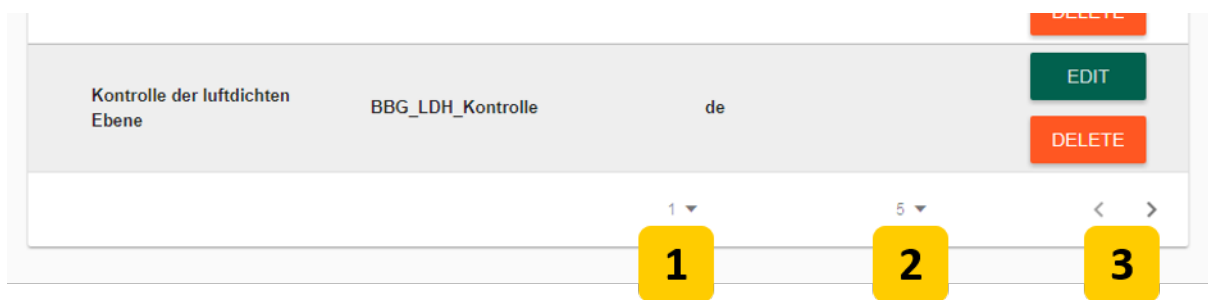 DELETE
EDIT
Kontrolle der luftdichten
Ebene
BBG_LDH_Kontrolle
de
DELETE
1
5
1
2
3